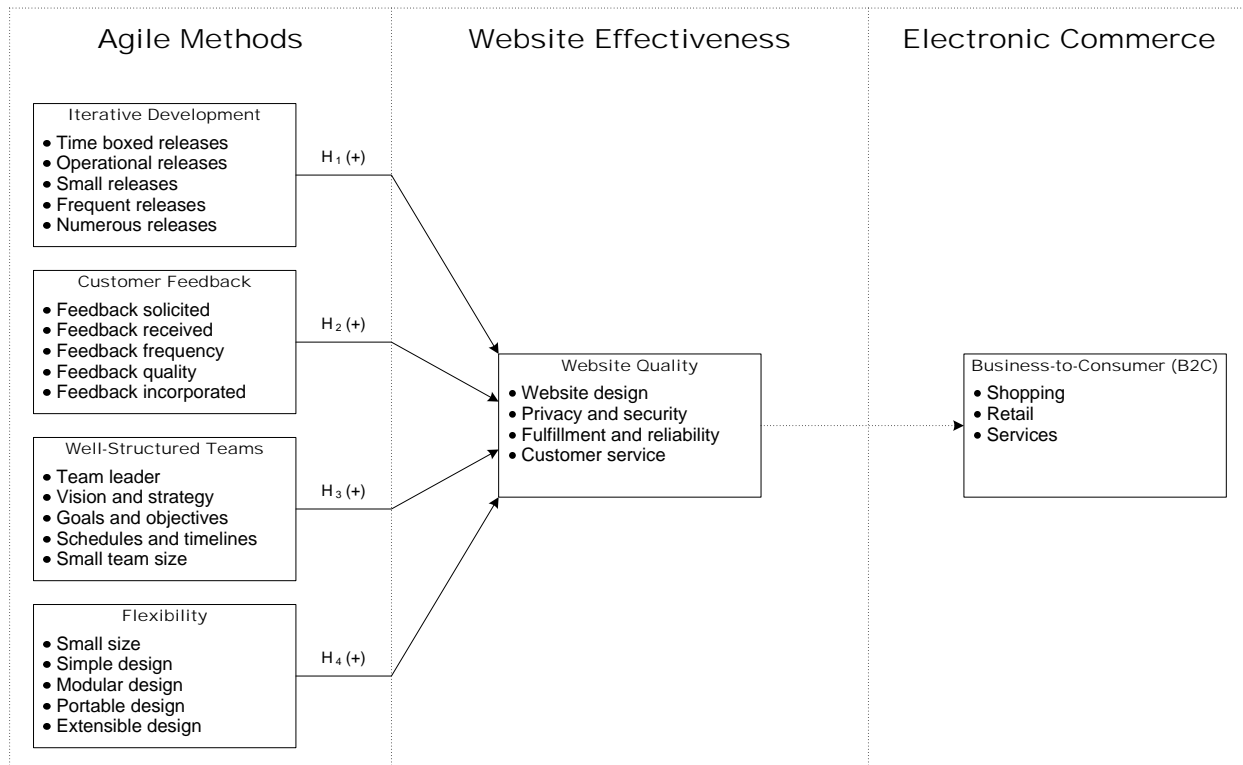 Agile Methods
Website Effectiveness
Electronic Commerce
Iterative Development
• Time boxed releases
• Operational releases
• Small releases
• Frequent releases
• Numerous releases
H₁ (+)
Customer Feedback
• Feedback solicited
• Feedback received
• Feedback frequency
• Feedback quality
• Feedback incorporated
H₂ (+)
Well-Structured Teams
• Team leader
• Vision and strategy
• Goals and objectives
• Schedules and timelines
• Small team size
H₃ (+)
Flexibility
• Small size
• Simple design
• Modular design
• Portable design
• Extensible design
H₄ (+)
Website Quality
• Website design
• Privacy and security
• Fulfillment and reliability
• Customer service
Business-to-Consumer (B2C)
• Shopping
• Retail
• Services